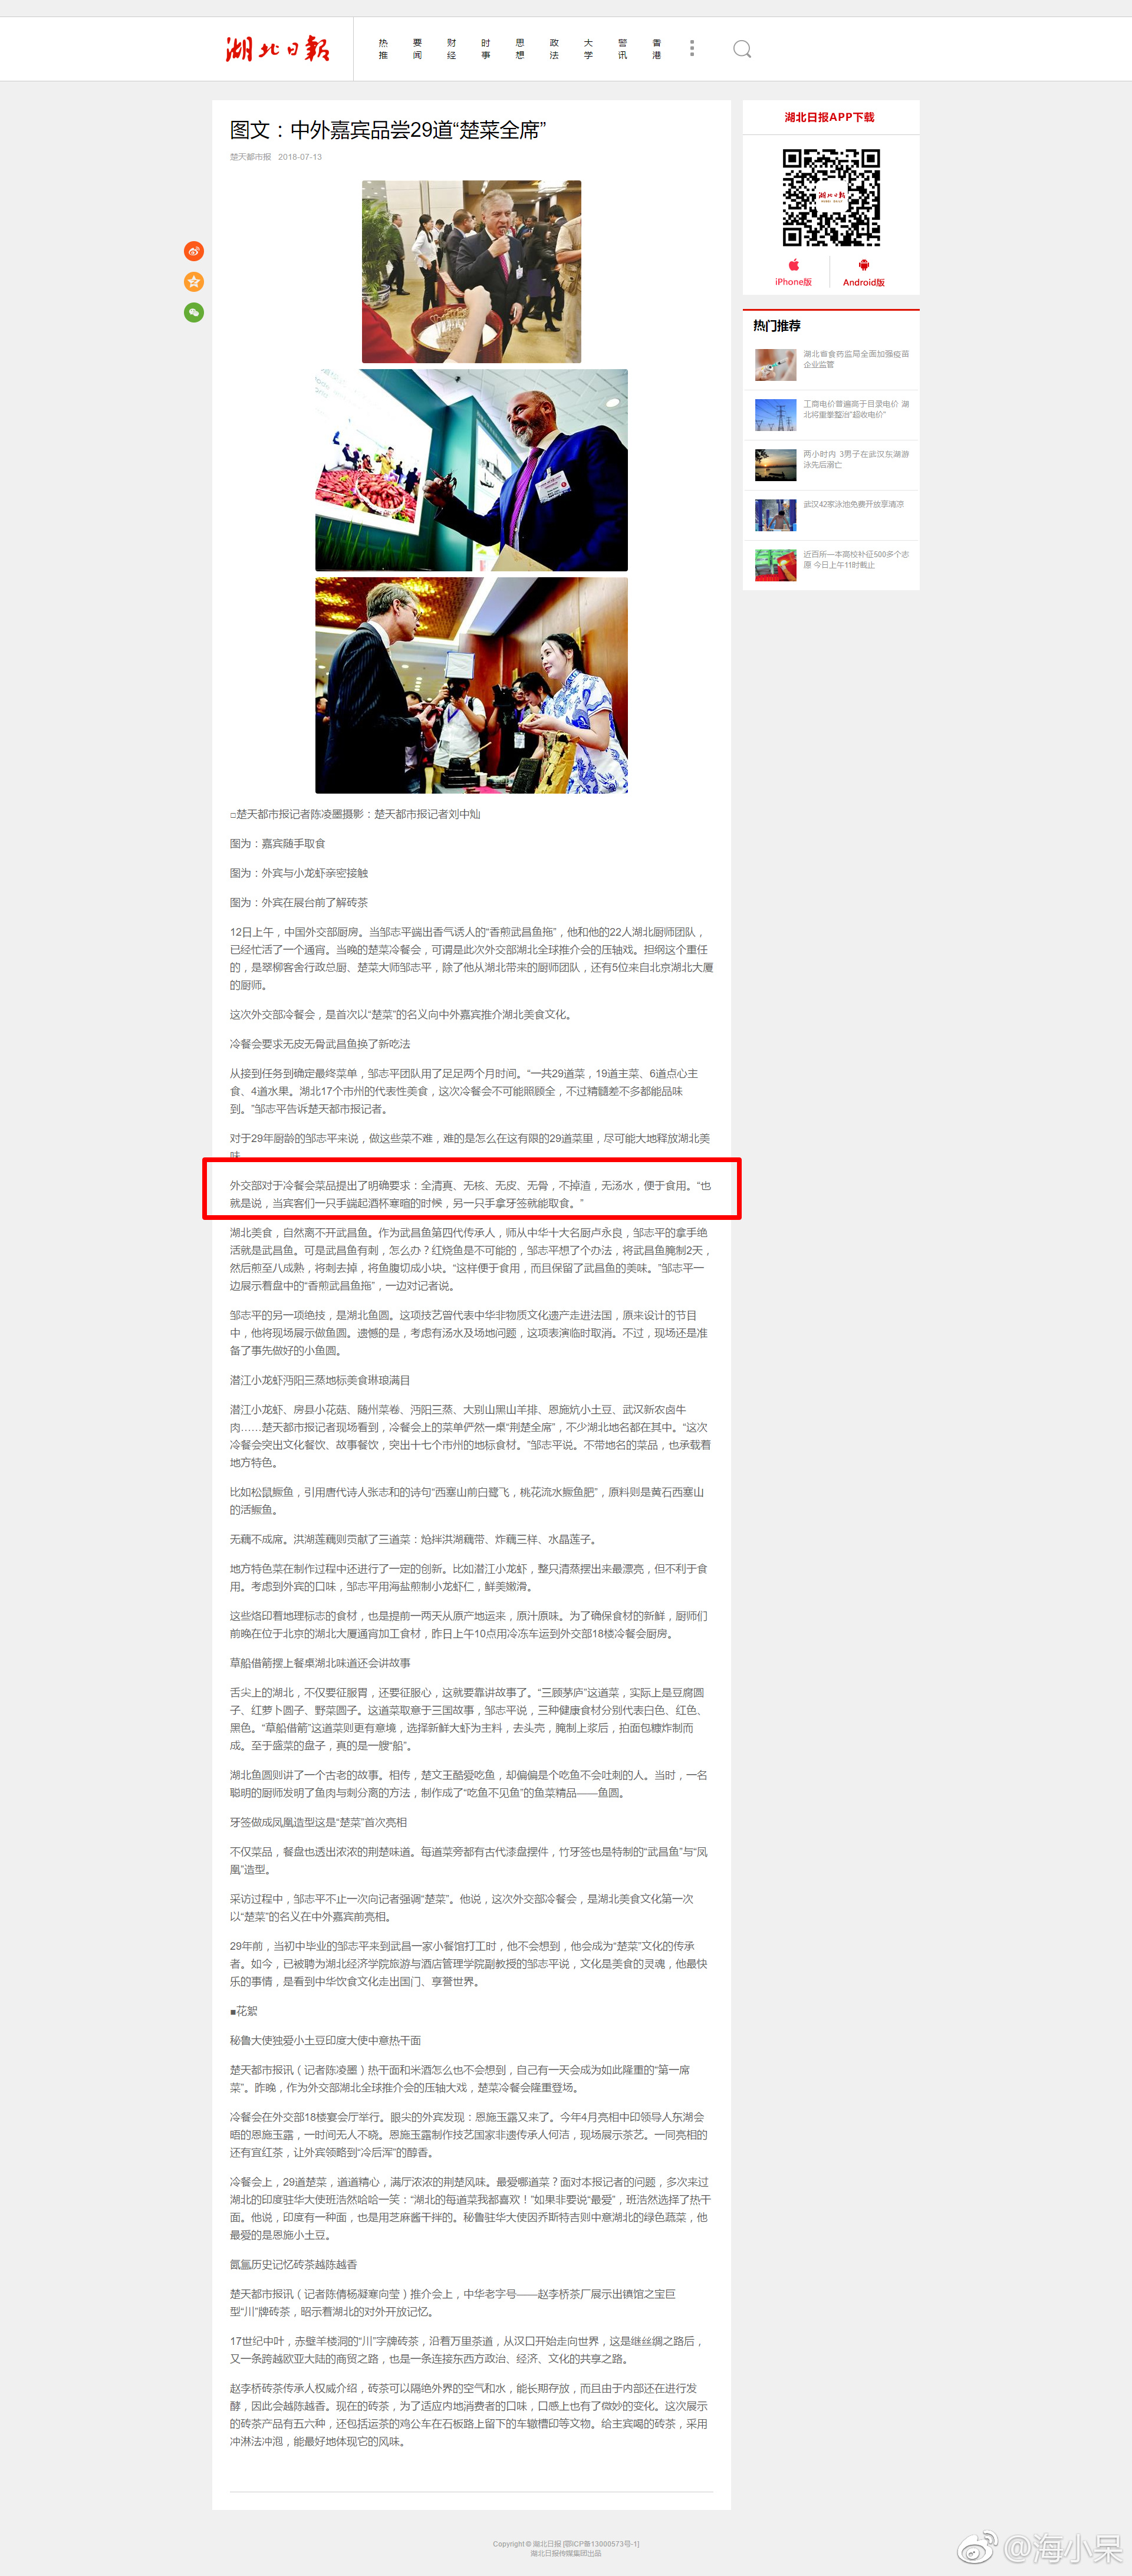 湖北日報
热推
要闻
财经
时事
思想
政法
大学
警讯
香港
图文：中外嘉宾品尝29道“楚菜全席”
楚天都市报 2018-07-13
□楚天都市报记者陈凌墨摄影：楚天都市报记者刘中灿
图为：嘉宾随手取食
图为：外宾与小龙虾亲密接触
图为：外宾在展台前了解砖茶
12日上午，中国外交部厨房。当邹志平端出香气诱人的“香煎武昌鱼拖”，他和他的22人湖北厨师团队，
已经忙活了一个通宵。当晚的楚菜冷餐会，可谓是此次外交部湖北全球推介会的压轴戏。担纲这个重任
的，是翠柳客舍行政总厨、楚菜大师邹志平，除了他从湖北带来的厨师团队，还有5位来自北京湖北大厦
的厨师。
这次外交部冷餐会，是首次以“楚菜”的名义向中外嘉宾推介湖北美食文化。
冷餐会要求无皮无骨武昌鱼换了新吃法
从接到任务到确定最终菜单，邹志平团队用了足足两个月时间。“一共29道菜，19道主菜、6道点心主
食、4道水果。湖北17个市州的代表性美食，这次冷餐会不可能照顾全，不过精髓差不多都能品味
到。”邹志平告诉楚天都市报记者。
对于29年厨龄的邹志平来说，做这些菜不难，难的是怎么在这有限的29道菜里，尽可能大地释放湖北美
味。
外交部对于冷餐会菜品提出了明确要求：全清真、无核、无皮、无骨，不掉渣，无汤水，便于食用。“也
就是说，当宾客们一只手端起酒杯寒暄的时候，另一只手拿牙签就能取食。”
湖北美食，自然离不开武昌鱼。作为武昌鱼第四代传承人，师从中华十大名厨卢永良，邹志平的拿手绝
活就是武昌鱼。可是武昌鱼有刺，怎么办？红烧鱼是不可能的，邹志平想了个办法，将武昌鱼腌制2天，
然后煎至八成熟，将刺去掉，将鱼腹切成小块。“这样便于食用，而且保留了武昌鱼的美味。”邹志平一
边展示着盘中的“香煎武昌鱼拖”，一边对记者说。
邹志平的另一项绝技，是湖北鱼圆。这项技艺曾代表中华非物质文化遗产走进法国，原来设计的节目
中，他将现场展示做鱼圆。遗憾的是，考虑有汤水及场地问题，这项表演临时取消。不过，现场还是准
备了事先做好的小鱼圆。
潜江小龙虾沔阳三蒸地标美食琳琅满目
潜江小龙虾、房县小花菇、随州菜卷、沔阳三蒸、大别山黑山羊排、恩施炕小土豆、武汉新农卤牛
肉……楚天都市报记者现场看到，冷餐会上的菜单俨然一桌“荆楚全席”，不少湖北地名都在其中。“这次
冷餐会突出文化餐饮、故事餐饮，突出十七个市州的地标食材。”邹志平说。不带地名的菜品，也承载着
地方特色。
比如松鼠鳜鱼，引用唐代诗人张志和的诗句“西塞山前白鹭飞，桃花流水鳜鱼肥”，原料则是黄石西塞山
的活鳜鱼。
无藕不成席。洪湖莲藕则贡献了三道菜：炝拌洪湖藕带、炸藕三样、水晶莲子。
地方特色菜在制作过程中还进行了一定的创新。比如潜江小龙虾，整只清蒸摆出来最漂亮，但不利于食
用。考虑到外宾的口味，邹志平用海盐煎制小龙虾仁，鲜美嫩滑。
这些烙印着地理标志的食材，也是提前一两天从原产地运来，原汁原味。为了确保食材的新鲜，厨师们
前晚在位于北京的湖北大厦通宵加工食材，昨日上午10点用冷冻车运到外交部18楼冷餐会厨房。
草船借箭摆上餐桌湖北味道还会讲故事
舌尖上的湖北，不仅要征服胃，还要征服心，这就要靠讲故事了。“三顾茅庐”这道菜，实际上是豆腐圆
子、红萝卜圆子、野菜圆子。这道菜取意于三国故事，邹志平说，三种健康食材分别代表白色、红色、
黑色。“草船借箭”这道菜则更有意境，选择新鲜大虾为主料，去头壳，腌制上浆后，拍面包糠炸制而
成。至于盛菜的盘子，真的是一艘“船”。
湖北鱼圆则讲了一个古老的故事。相传，楚文王酷爱吃鱼，却偏偏是个吃鱼不会吐刺的人。当时，一名
聪明的厨师发明了鱼肉与刺分离的方法，制作成了“吃鱼不见鱼”的鱼菜精品——鱼圆。
牙签做成凤凰造型这是“楚菜”首次亮相
不仅菜品，餐盘也透出浓浓的荆楚味道。每道菜旁都有古代漆盘摆件，竹牙签也是特制的“武昌鱼”与“凤
凰”造型。
采访过程中，邹志平不止一次向记者强调“楚菜”。他说，这次外交部冷餐会，是湖北美食文化第一次
以“楚菜”的名义在中外嘉宾前亮相。
29年前，当初中毕业的邹志平来到武昌一家小餐馆打工时，他不会想到，他会成为“楚菜”文化的传承
者。如今，已被聘为湖北经济学院旅游与酒店管理学院副教授的邹志平说，文化是美食的灵魂，他最快
乐的事情，是看到中华饮食文化走出国门、享誉世界。
■花絮
秘鲁大使独爱小土豆印度大使中意热干面
楚天都市报讯（记者陈凌墨）热干面和米酒怎么也不会想到，自己有一天会成为如此隆重的“第一席
菜”。昨晚，作为外交部湖北全球推介会的压轴大戏，楚菜冷餐会隆重登场。
冷餐会在外交部18楼宴会厅举行。眼尖的外宾发现：恩施玉露又来了。今年4月亮相中印领导人东湖会
晤的恩施玉露，一时间无人不晓。恩施玉露制作技艺国家非遗传承人何洁，现场展示茶艺。一同亮相的
还有宜红茶，让外宾领略到“冷后浑”的醇香。
冷餐会上，29道楚菜，道道精心，满厅浓浓的荆楚风味。最爱哪道菜？面对本报记者的问题，多次来过
湖北的印度驻华大使班浩然哈哈一笑：“湖北的每道菜我都喜欢！”如果非要说“最爱”，班浩然选择了热干
面。他说，印度有一种面，也是用芝麻酱干拌的。秘鲁驻华大使因乔斯特吉则中意湖北的绿色蔬菜，他
最爱的是恩施小土豆。
氤氲历史记忆砖茶越陈越香
楚天都市报讯（记者陈倩杨凝寒向莹）推介会上，中华老字号——赵李桥茶厂展示出镇馆之宝巨
型“川”牌砖茶，昭示着湖北的对外开放记忆。
17世纪中叶，赤壁羊楼洞的“川”字牌砖茶，沿着万里茶道，从汉口开始走向世界，这是继丝绸之路后，
又一条跨越欧亚大陆的商贸之路，也是一条连接东西方政治、经济、文化的共享之路。
赵李桥砖茶传承人权威介绍，砖茶可以隔绝外界的空气和水，能长期存放，而且由于内部还在进行发
酵，因此会越陈越香。现在的砖茶，为了适应内地消费者的口味，口感上也有了微妙的变化。这次展示
的砖茶产品有五六种，还包括运茶的鸡公车在石板路上留下的车辙槽印等文物。给主宾喝的砖茶，采用
冲淋法冲泡，能最好地体现它的风味。
湖北日报APP下载
湖北日報
iPhone版
Android版
热门推荐
湖北省食药监局全面加强疫苗
企业监管
工商电价普遍高于目录电价 湖
北将重拳整治“超收电价”
两小时内 3男子在武汉东湖游
泳先后溺亡
武汉42家泳池免费开放享清凉
近百所一本高校补征500多个志
愿 今日上午11时截止
Copyright © 湖北日报 [鄂ICP备13000573号-1]
湖北日报传媒集团出品
@海小呆